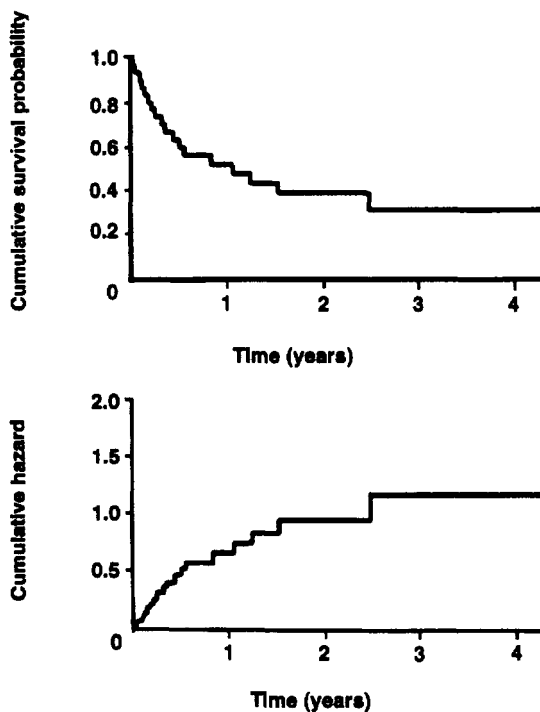 Cumulative survival probability
1.0
0.8
0.6
0.4
0.2
0
1 2 3 4
Time (years)
Cumulative hazard
2.0
1.5
1.0
0.5
0
1 2 3 4
Time (years)